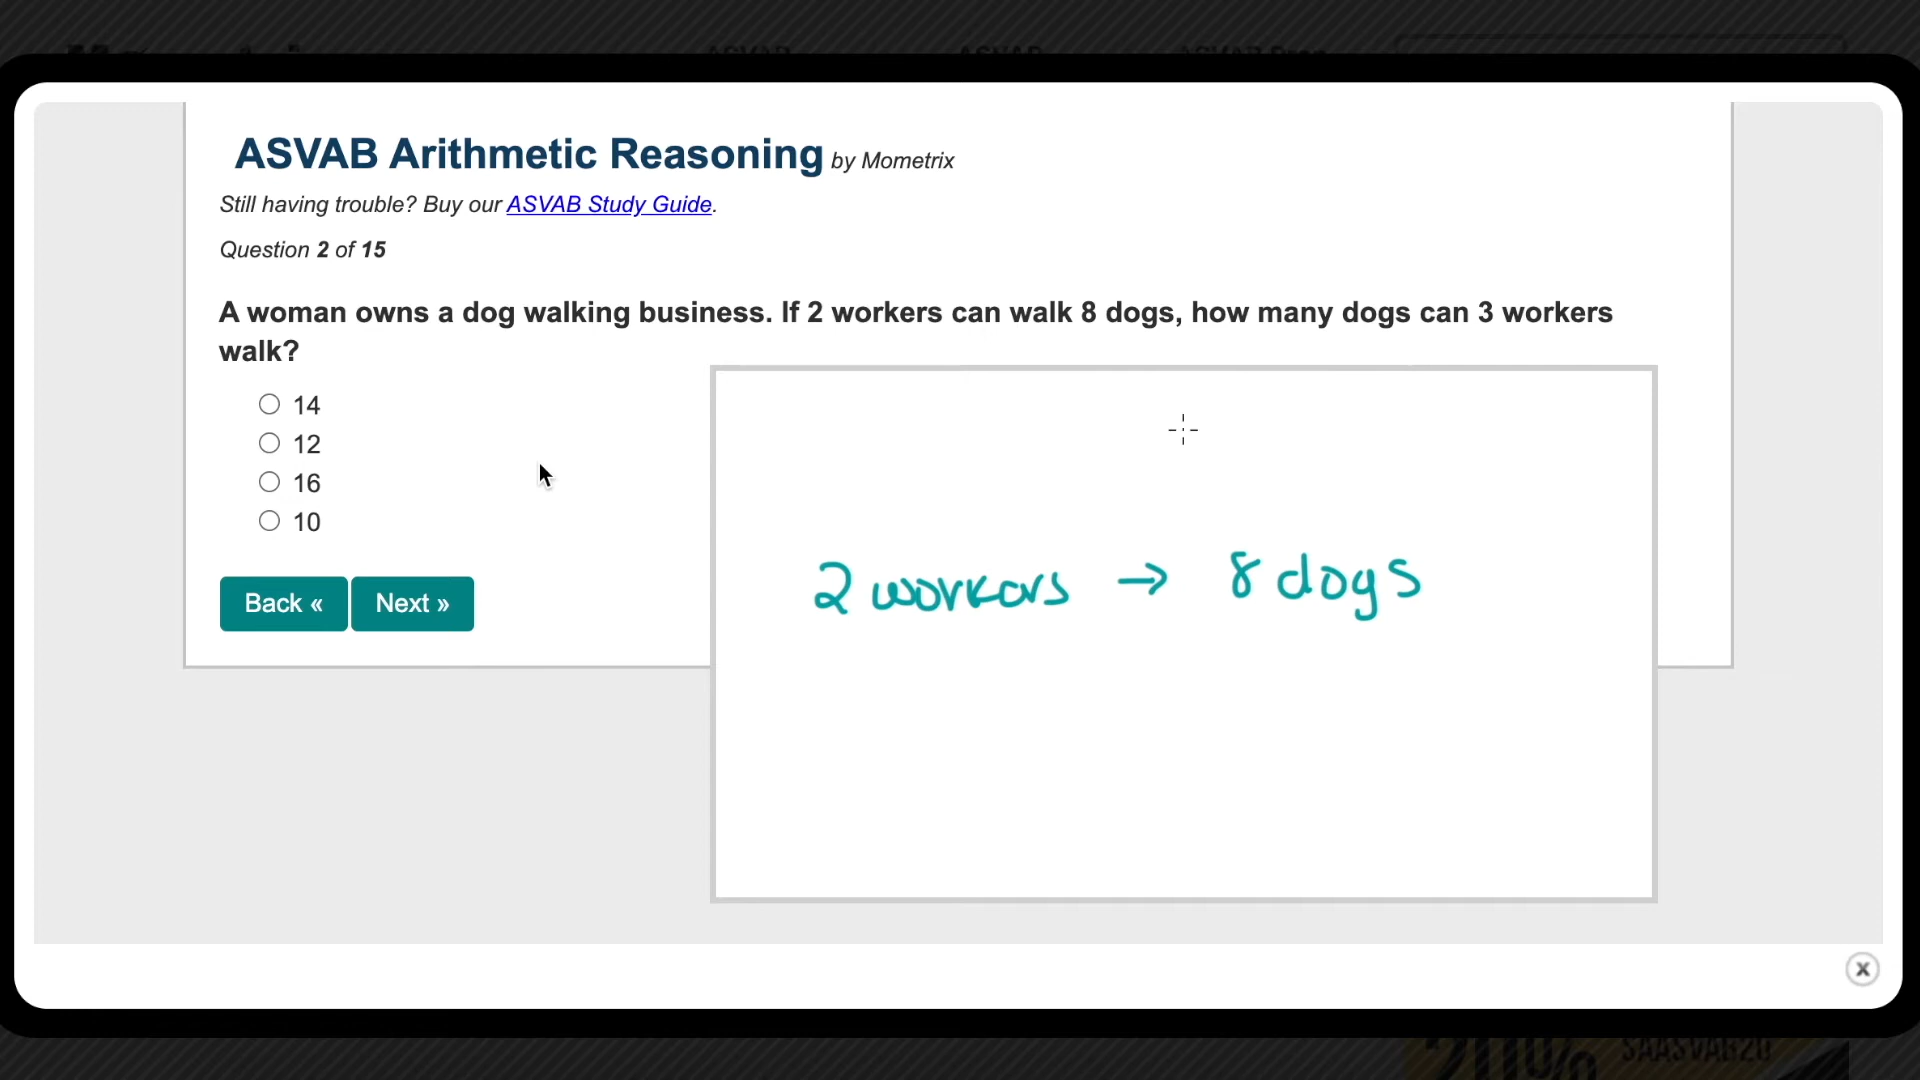 ASVAB Arithmetic Reasoning by Mometrix
Still having trouble? Buy our ASVAB Study Guide.
Question 2 of 15
A woman owns a dog walking business. If 2 workers can walk 8 dogs, how many dogs can 3 workers
walk?
14
12
16
10
2 workers → 8 dogs
Back « Next »
x
20% SAASVAB20